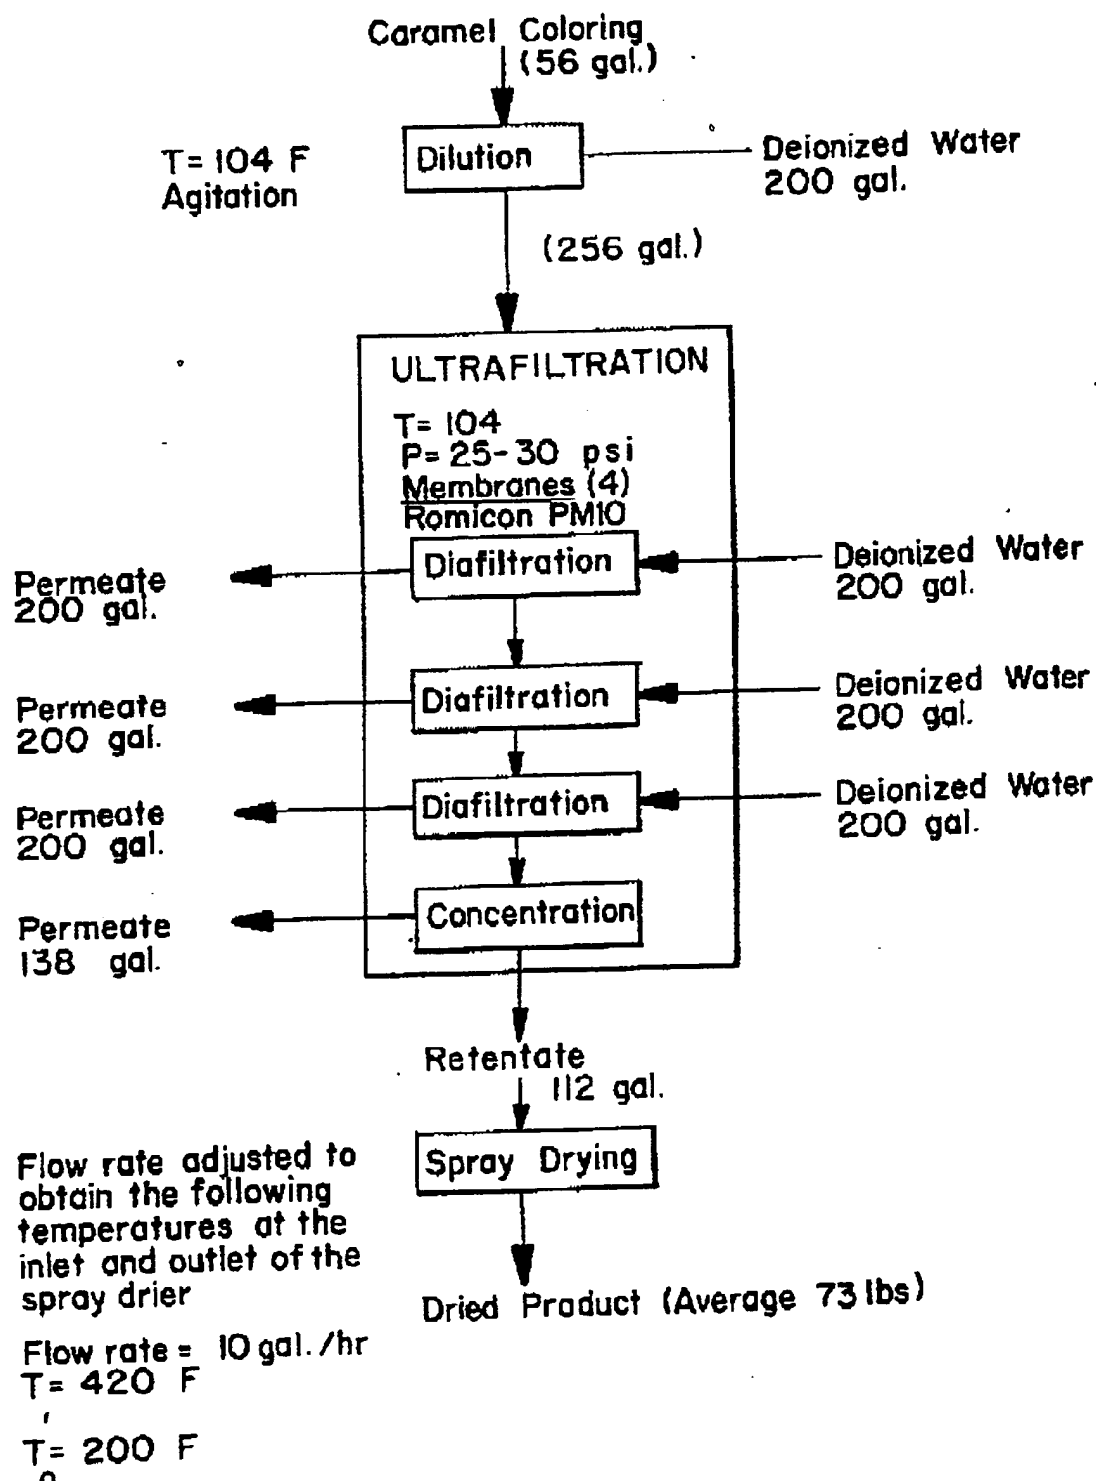 Caramel Coloring
(56 gal.)
T= 104 F
Agitation
Dilution
Deionized Water
200 gal.
(256 gal.)
ULTRAFILTRATION
T= 104
P= 25-30 psi
Membranes (4)
Romicon PM10
Diafiltration
Deionized Water
200 gal.
Permeate
200 gal.
Diafiltration
Deionized Water
200 gal.
Permeate
200 gal.
Diafiltration
Deionized Water
200 gal.
Permeate
200 gal.
Concentration
Permeate
138 gal.
Retentate
112 gal.
Spray Drying
Flow rate adjusted to
obtain the following
temperatures at the
inlet and outlet of the
spray drier
Dried Product (Average 73 lbs)
Flow rate = 10 gal./hr
T= 420 F
T= 200 F